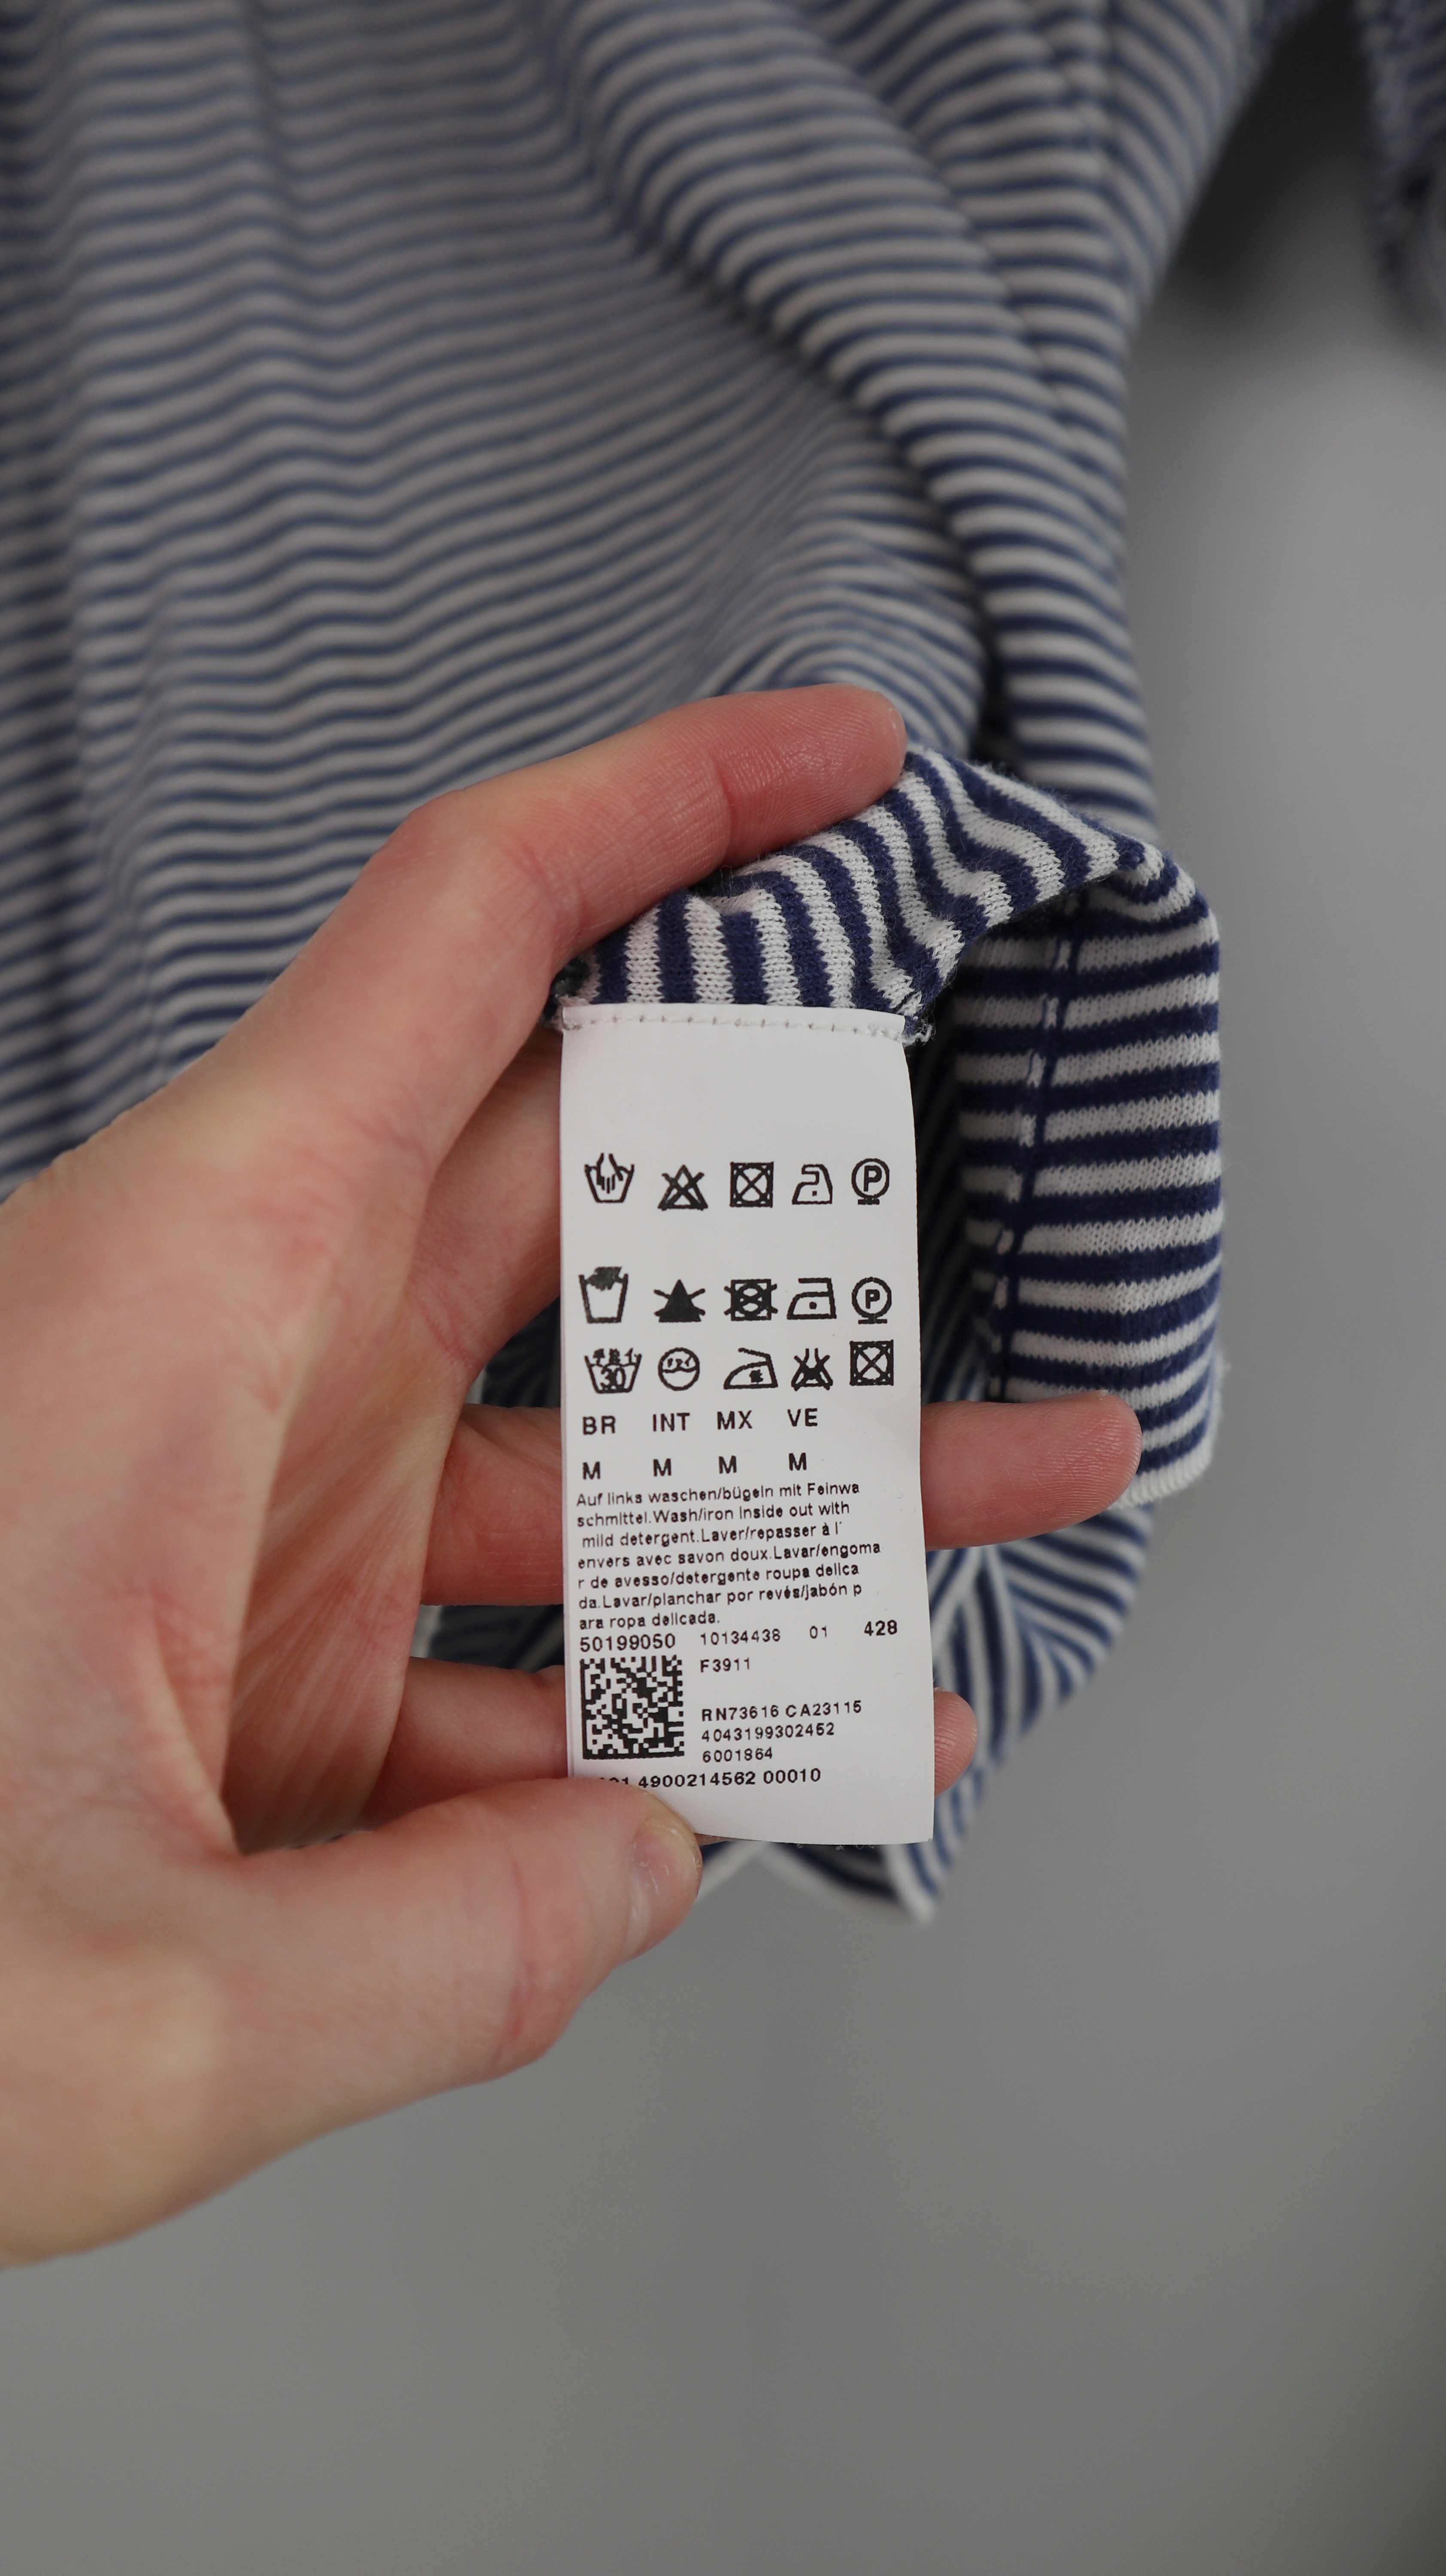 P
P
30
BR INT MX VE
M M M M
Auf links waschen/bügeln mit Feinwa
schmittel.Wash/iron inside out with
mild detergent.Laver/repasser à l'
envers avec savon doux.Lavar/engoma
r de avesso/detergente roupa delica
da.Lavar/planchar por revés/jabón p
ara ropa delicada.
50199050 10134438 01 428
F3911
RN73616 CA23115
4043199302452
6001864
4900214562 00010